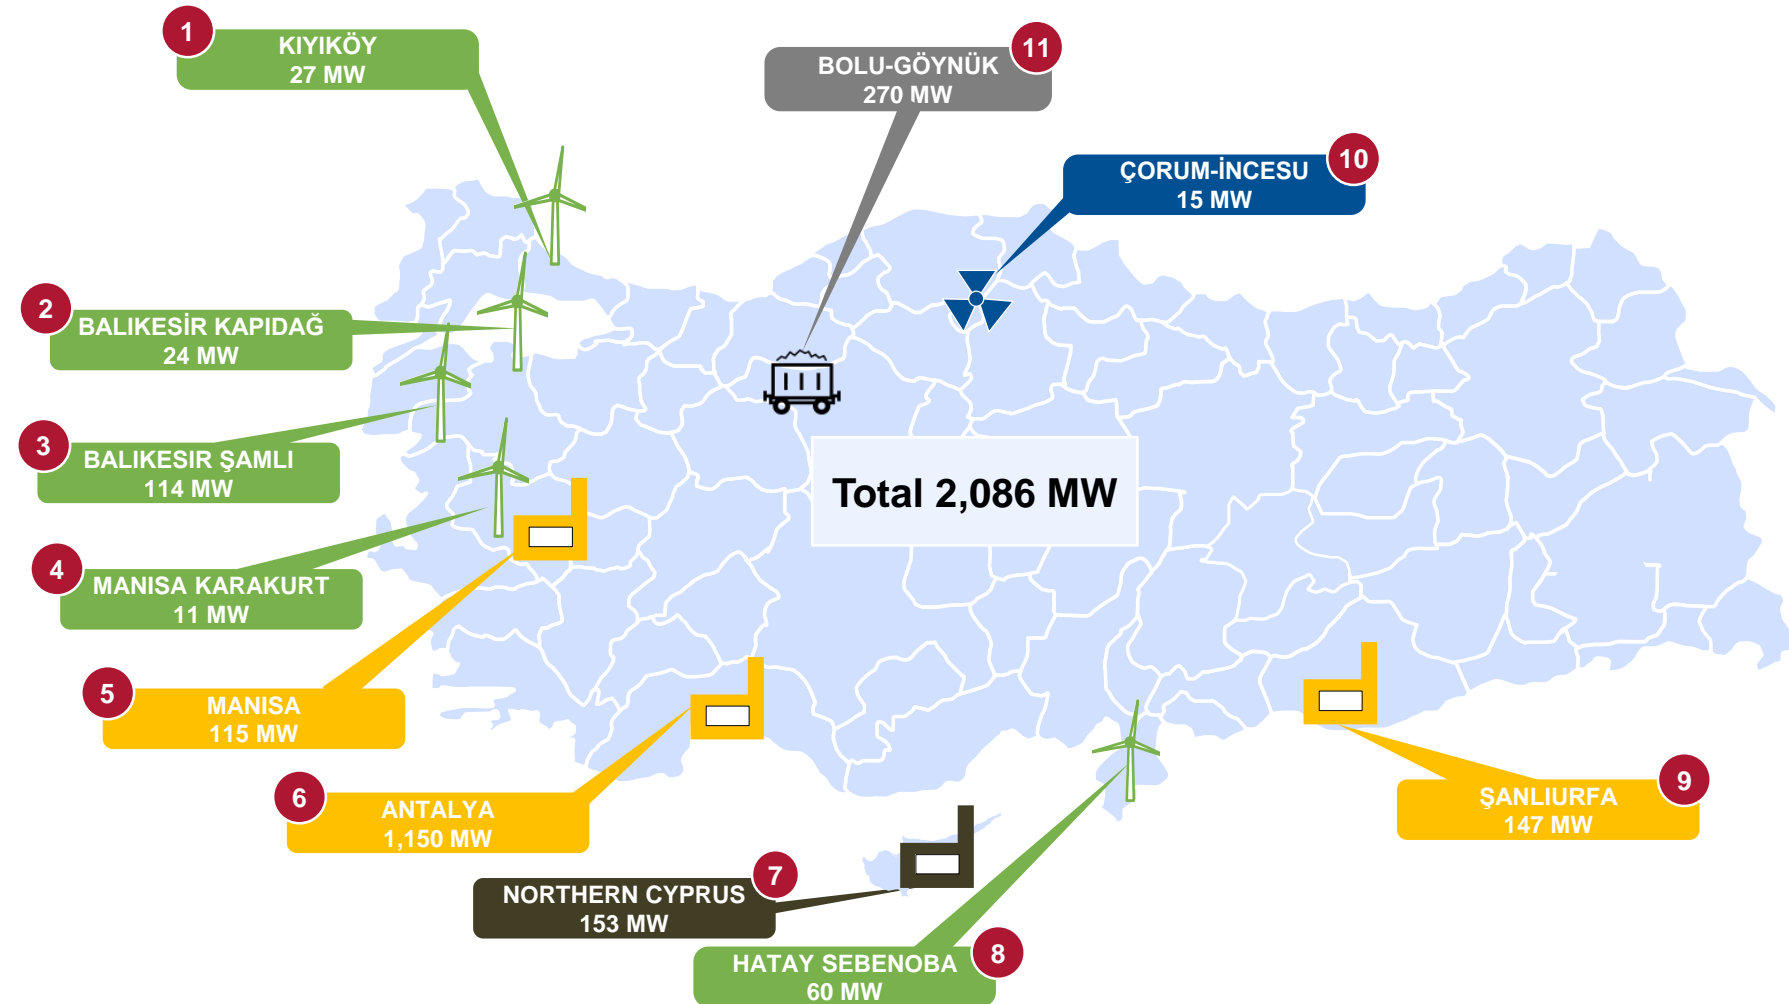 1
KIYIKÖY
27 MW
11
BOLU-GÖYNÜK
270 MW
10
ÇORUM-İNCESU
15 MW
2
BALIKESİR KAPIDAĞ
24 MW
3
BALIKESIR ŞAMLI
114 MW
Total 2,086 MW
4
MANISA KARAKURT
11 MW
5
MANISA
115 MW
6
ANTALYA
1,150 MW
9
ŞANLIURFA
147 MW
7
NORTHERN CYPRUS
153 MW
8
HATAY SEBENOBA
60 MW